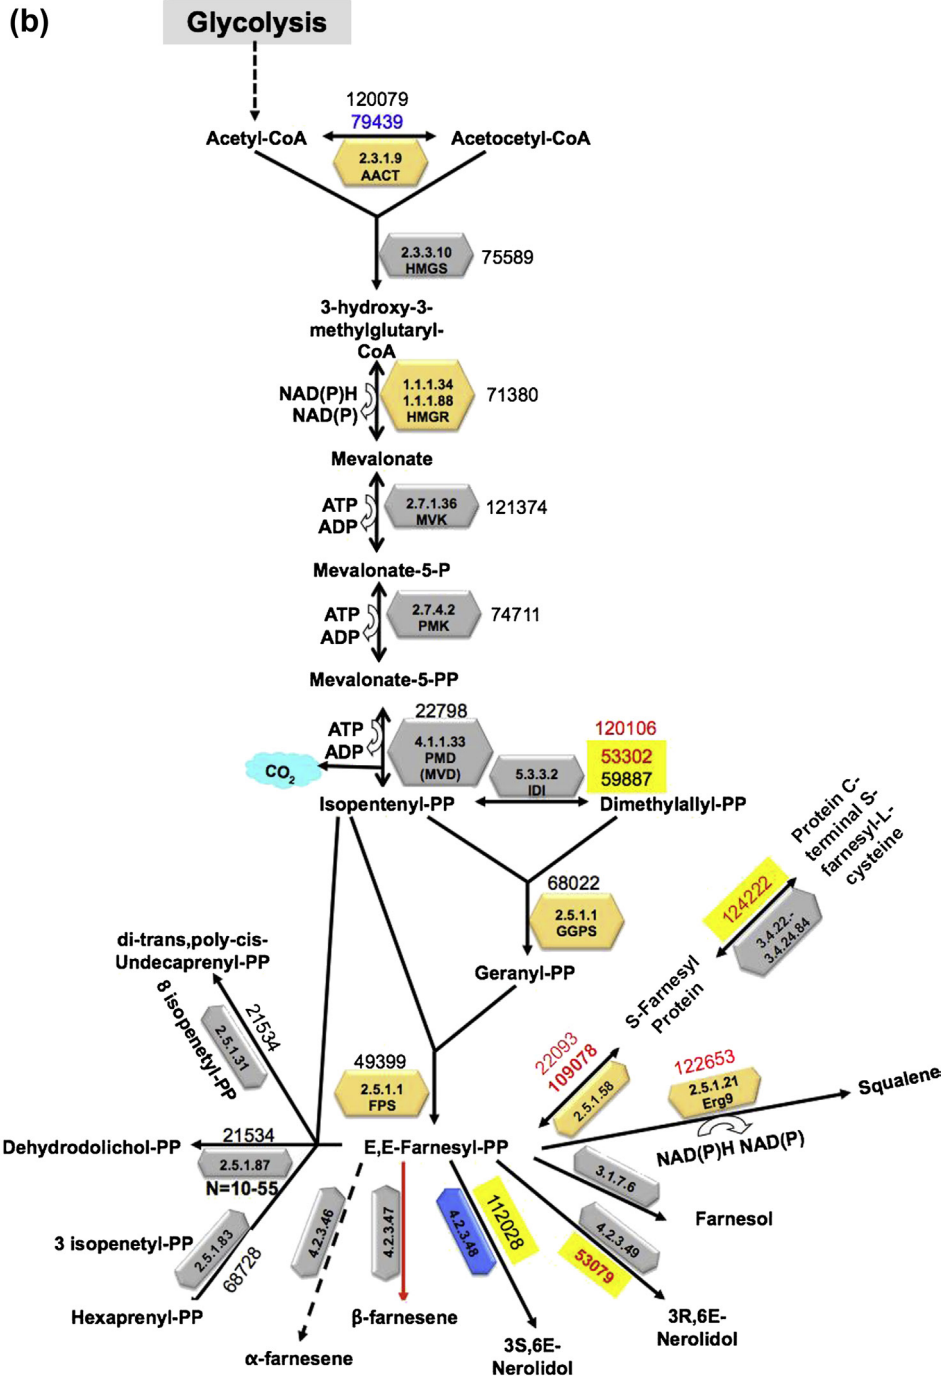 (b)
Glycolysis
120079
79439
Acetyl-CoA
Acetocetyl-CoA
2.3.1.9
AACT
2.3.3.10
HMGS
75589
3-hydroxy-3-
methylglutaryl-
CoA
NAD(P)H
NAD(P)
1.1.1.34
1.1.1.88
HMGR
71380
Mevalonate
ATP
ADP
2.7.1.36
MVK
121374
Mevalonate-5-P
ATP
ADP
2.7.4.2
PMK
74711
Mevalonate-5-PP
22798
ATP
ADP
4.1.1.33
PMD
(MVD)
CO2
5.3.3.2
IDI
120106
53302
59887
Isopentenyl-PP
Dimethylallyl-PP
Protein C-
terminal S-
farnesyl-L-
cysteine
124222
3.4.22.-
3.4.24.84
S-Farnesyl
Protein
68022
2.5.1.1
GGPS
Geranyl-PP
di-trans,poly-cis-
Undecaprenyl-PP
8 isopenetyl-PP
2.5.1.31
21534
49399
2.5.1.1
FPS
22093
109078
2.5.1.58
122653
2.5.1.21
Erg9
Squalene
NAD(P)H NAD(P)
Dehydrodolichol-PP
21534
2.5.1.87
N=10-55
E,E-Farnesyl-PP
3.1.7.6
Farnesol
3 isopenetyl-PP
2.5.1.83
68728
Hexaprenyl-PP
4.2.3.46
α-farnesene
4.2.3.47
β-farnesene
4.2.3.48
112028
3S,6E-
Nerolidol
4.2.3.49
53079
3R,6E-
Nerolidol